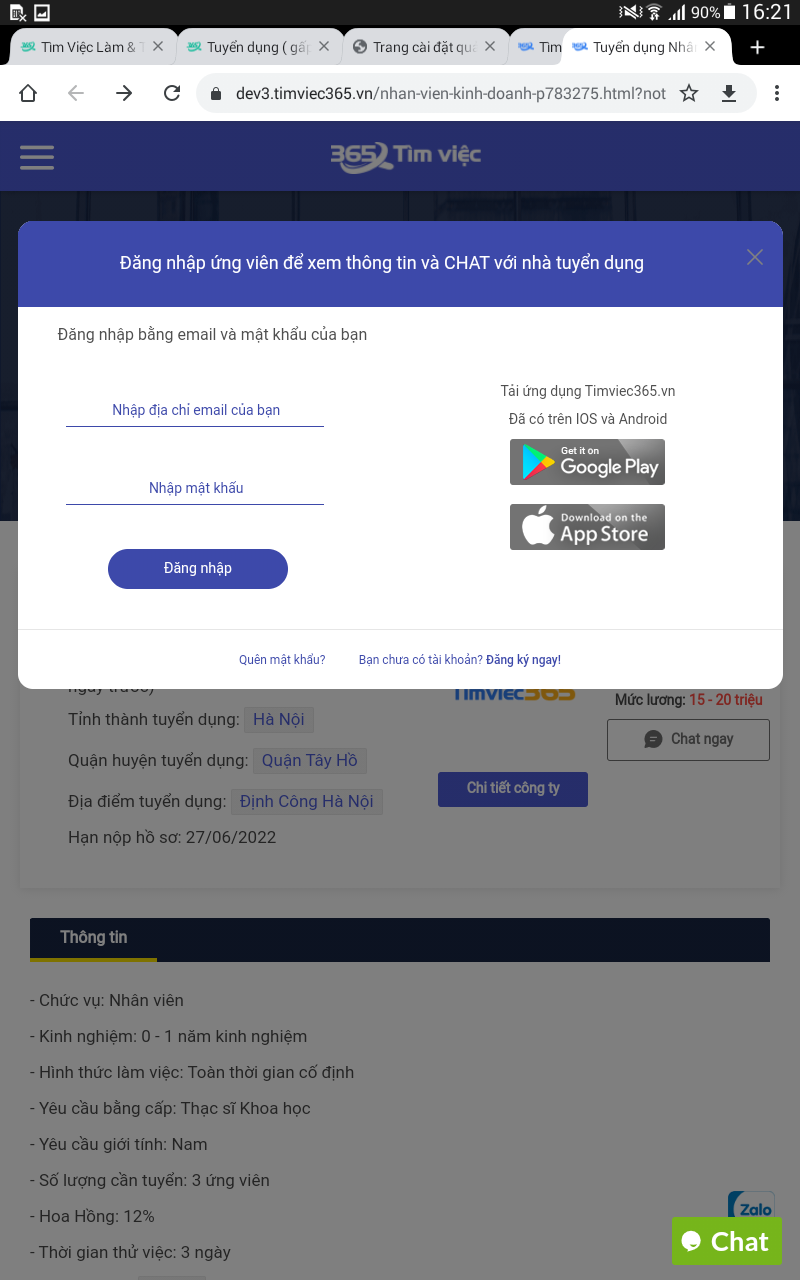 90% 16:21
Tìm Việc Làm & T
Tuyển dụng ( gấp
Trang cài đặt quả
Tìm
Tuyển dụng Nhân
dev3.timviec365.vn/nhan-vien-kinh-doanh-p783275.html?not
365 Tìm việc
Đăng nhập ứng viên để xem thông tin và CHAT với nhà tuyển dụng
Đăng nhập bằng email và mật khẩu của bạn
Nhập địa chỉ email của bạn
Nhập mật khẩu
Đăng nhập
Tải ứng dụng Timviec365.vn
Đã có trên IOS và Android
Get it on
Google Play
Download on the
App Store
Quên mật khẩu?
Bạn chưa có tài khoản? Đăng ký ngay!
Timviec365
Mức lương: 15 - 20 triệu
Chat ngay
Tỉnh thành tuyển dụng: Hà Nội
Quận huyện tuyển dụng: Quận Tây Hồ
Địa điểm tuyển dụng: Định Công Hà Nội
Hạn nộp hồ sơ: 27/06/2022
Chi tiết công ty
Thông tin
- Chức vụ: Nhân viên
- Kinh nghiệm: 0 - 1 năm kinh nghiệm
- Hình thức làm việc: Toàn thời gian cố định
- Yêu cầu bằng cấp: Thạc sĩ Khoa học
- Yêu cầu giới tính: Nam
- Số lượng cần tuyển: 3 ứng viên
- Hoa Hồng: 12%
- Thời gian thử việc: 3 ngày
Zalo
Chat